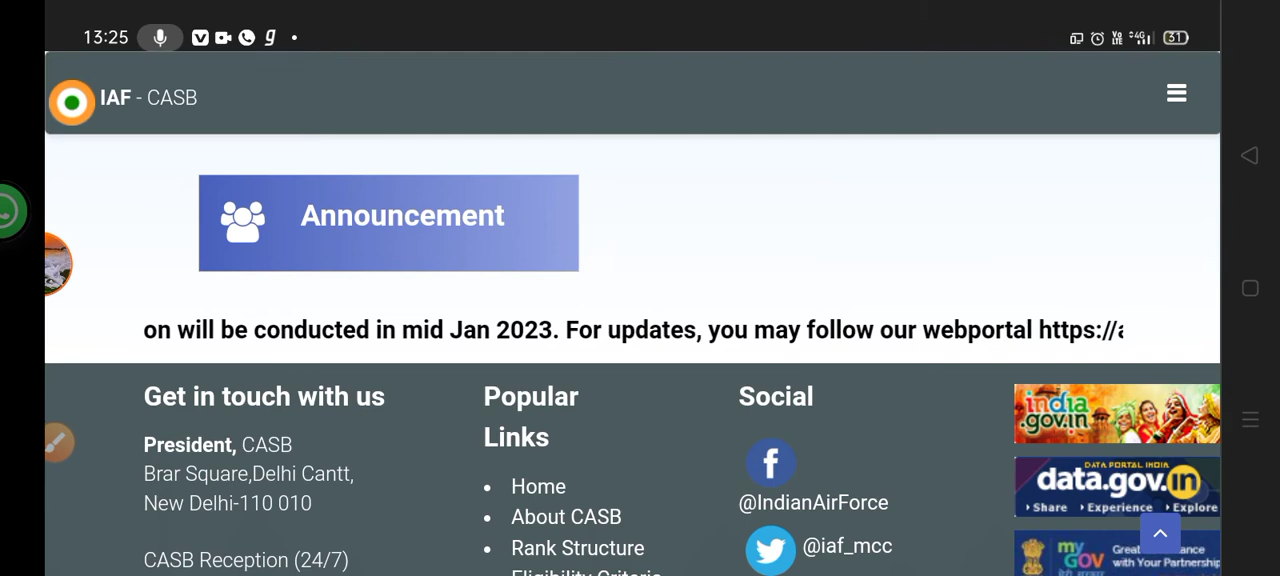 13:25
31
IAF - CASB
Announcement
on will be conducted in mid Jan 2023. For updates, you may follow our webportal https://a
Get in touch with us
President, CASB
Brar Square,Delhi Cantt,
New Delhi-110 010
CASB Reception (24/7)
Popular
Links
Home
About CASB
Rank Structure
Eligibility Criteria
Social
@IndianAirForce
@iaf_mcc
india
.gov.in
DATA PORTAL INDIA
data.gov.in
Share Experience Explore
my
GOV
मेरी सरकार
with Your Partnership